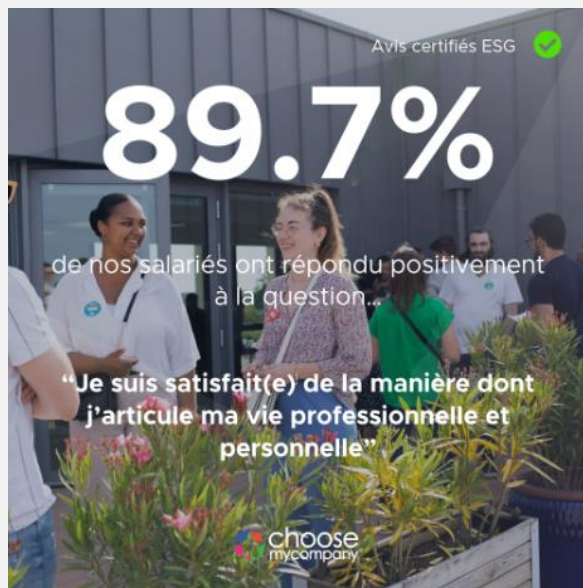 Avis certifiés ESG
89.7%
de nos salariés ont répondu positivement
à la question...
“Je suis satisfait(e) de la manière dont
j’articule ma vie professionnelle et
personnelle”
choose
mycompany